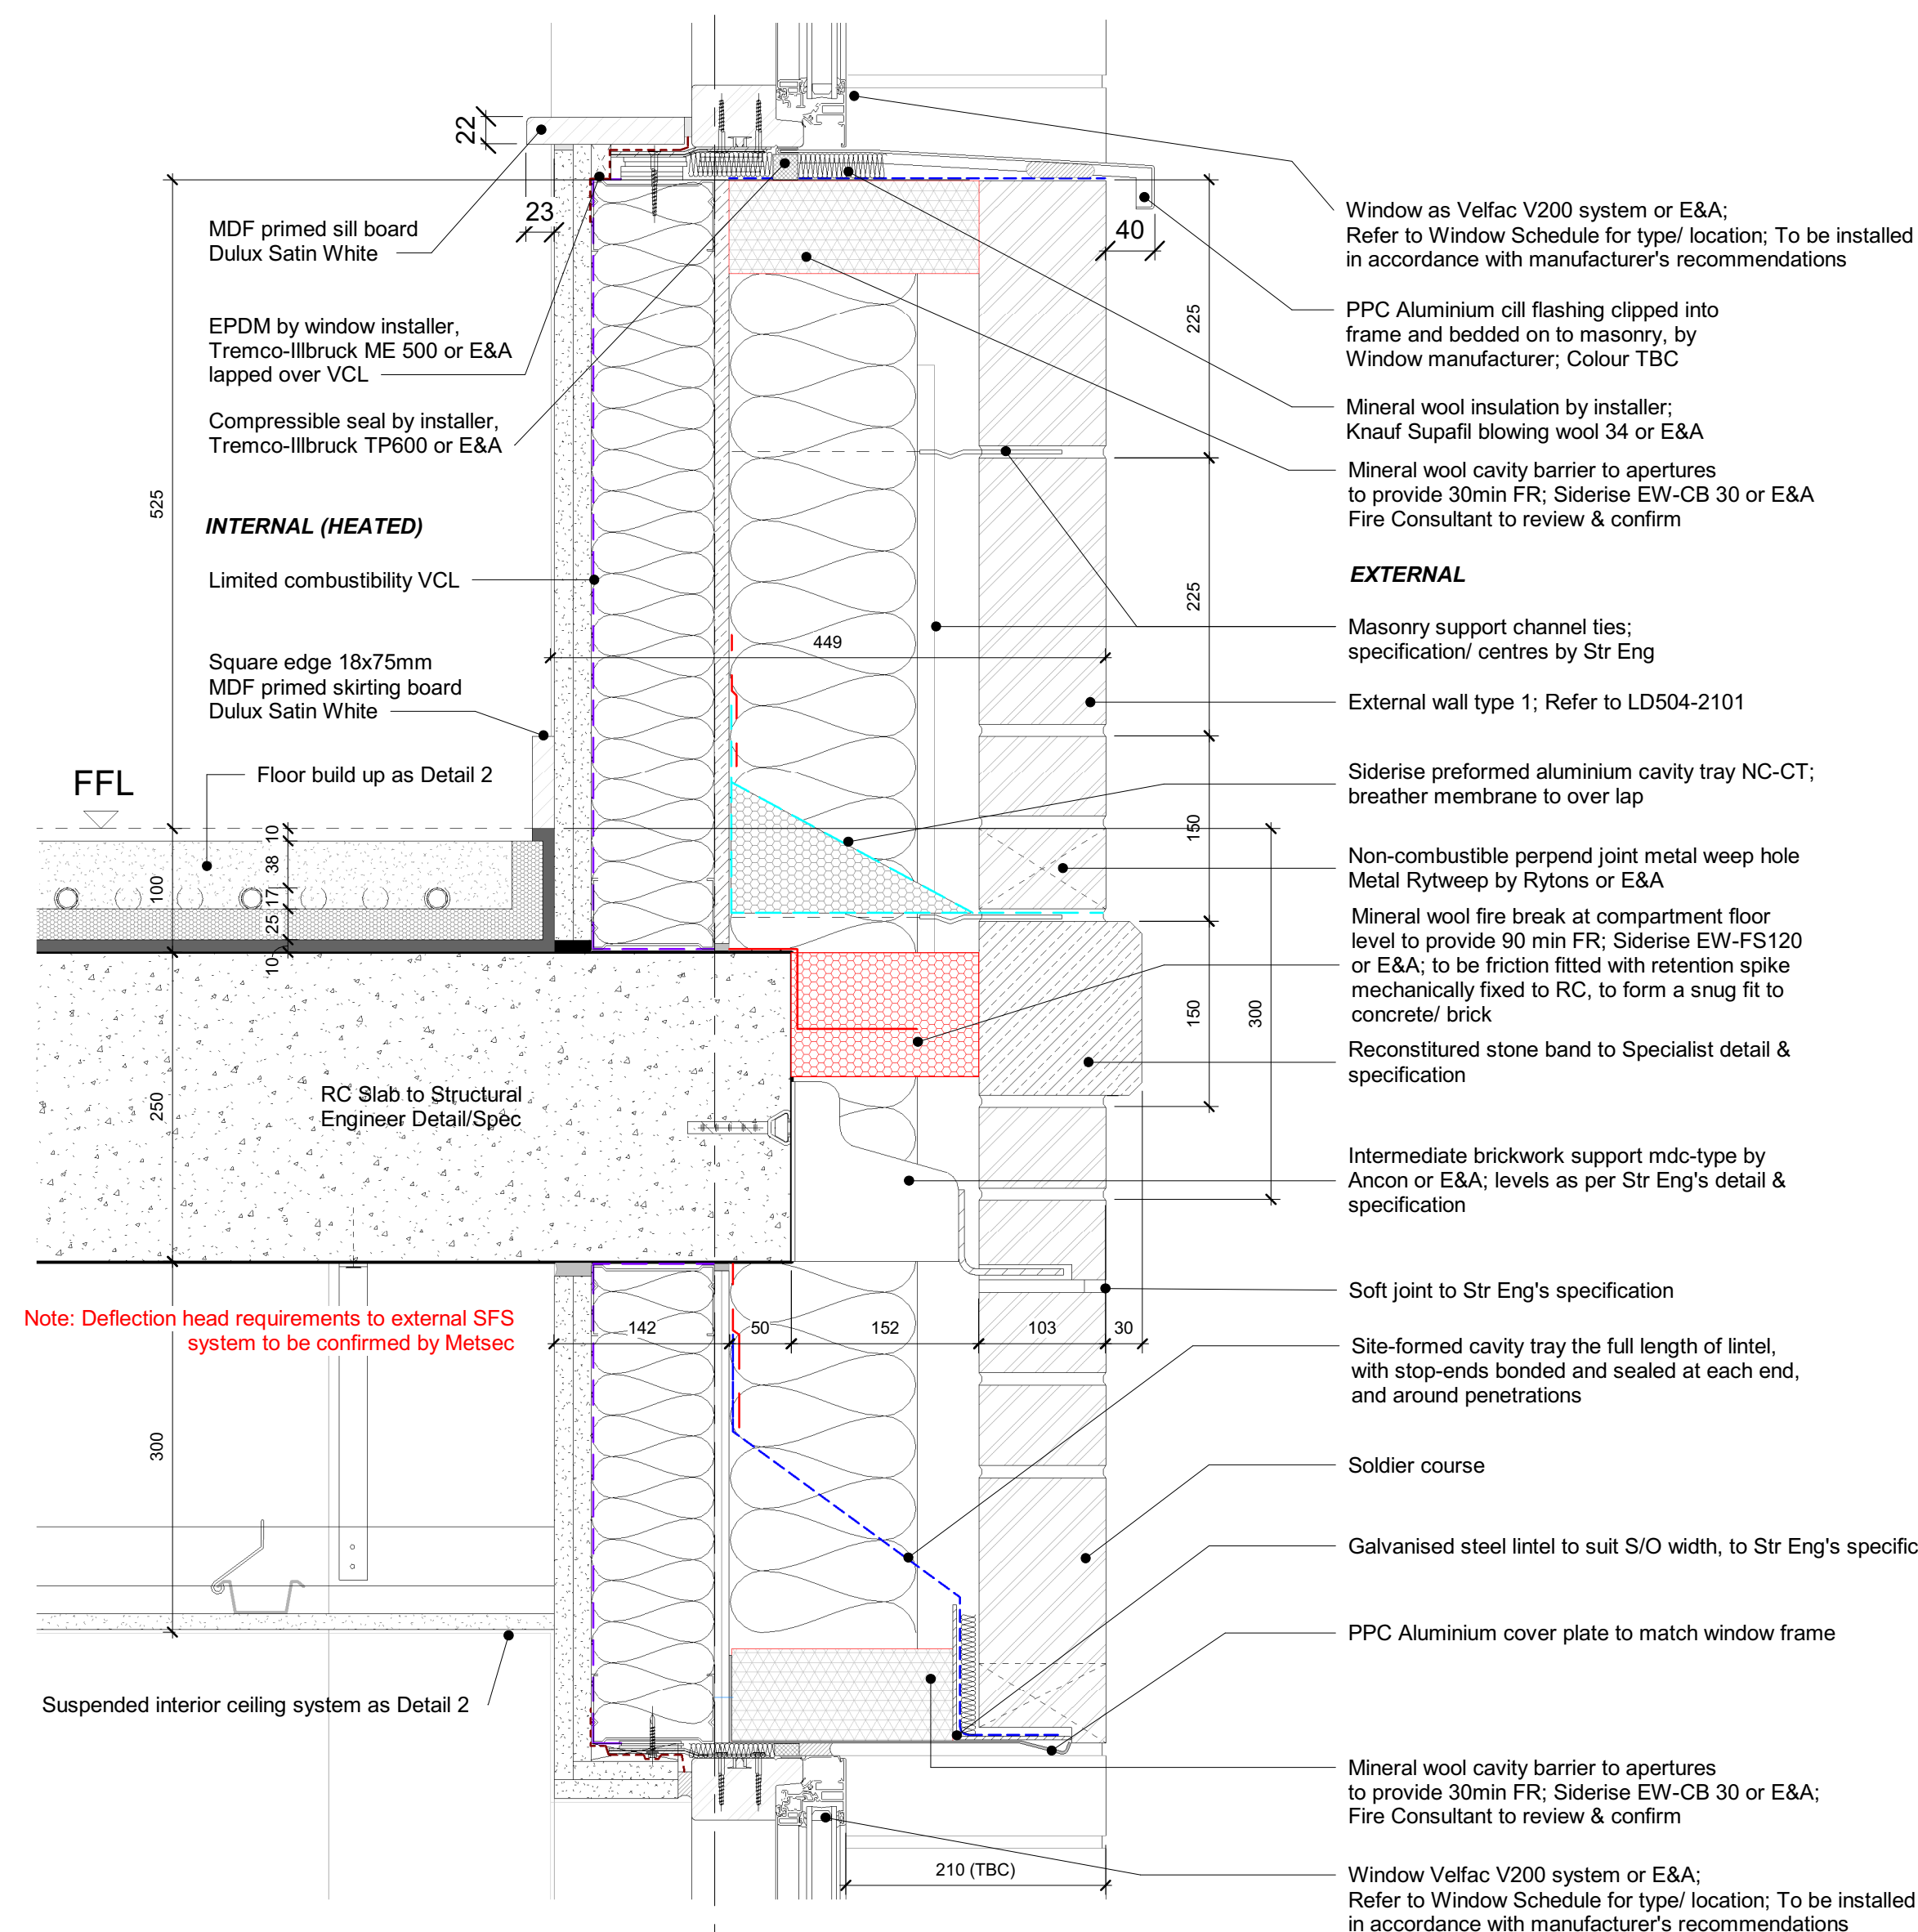 22
23
40
MDF primed sill board
Dulux Satin White
EPDM by window installer,
Tremco-Illbruck ME 500 or E&A
lapped over VCL
Compressible seal by installer,
Tremco-Illbruck TP600 or E&A
525
INTERNAL (HEATED)
Limited combustibility VCL
Square edge 18x75mm
MDF primed skirting board
Dulux Satin White
FFL
Floor build up as Detail 2
10
38
17
25
10
100
250
RC Slab to Structural
Engineer Detail/Spec
Note: Deflection head requirements to external SFS
system to be confirmed by Metsec
300
Suspended interior ceiling system as Detail 2
449
142
50
152
103
30
210 (TBC)
225
225
150
150
300
Window as Velfac V200 system or E&A;
Refer to Window Schedule for type/ location; To be installed
in accordance with manufacturer's recommendations
PPC Aluminium cill flashing clipped into
frame and bedded on to masonry, by
Window manufacturer; Colour TBC
Mineral wool insulation by installer;
Knauf Supafil blowing wool 34 or E&A
Mineral wool cavity barrier to apertures
to provide 30min FR; Siderise EW-CB 30 or E&A
Fire Consultant to review & confirm
EXTERNAL
Masonry support channel ties;
specification/ centres by Str Eng
External wall type 1; Refer to LD504-2101
Siderise preformed aluminium cavity tray NC-CT;
breather membrane to over lap
Non-combustible perpend joint metal weep hole
Metal Rytweep by Rytons or E&A
Mineral wool fire break at compartment floor
level to provide 90 min FR; Siderise EW-FS120
or E&A; to be friction fitted with retention spike
mechanically fixed to RC, to form a snug fit to
concrete/ brick
Reconstitured stone band to Specialist detail &
specification
Intermediate brickwork support mdc-type by
Ancon or E&A; levels as per Str Eng's detail &
specification
Soft joint to Str Eng's specification
Site-formed cavity tray the full length of lintel,
with stop-ends bonded and sealed at each end,
and around penetrations
Soldier course
Galvanised steel lintel to suit S/O width, to Str Eng's specific
PPC Aluminium cover plate to match window frame
Mineral wool cavity barrier to apertures
to provide 30min FR; Siderise EW-CB 30 or E&A;
Fire Consultant to review & confirm
Window Velfac V200 system or E&A;
Refer to Window Schedule for type/ location; To be installed
in accordance with manufacturer's recommendations